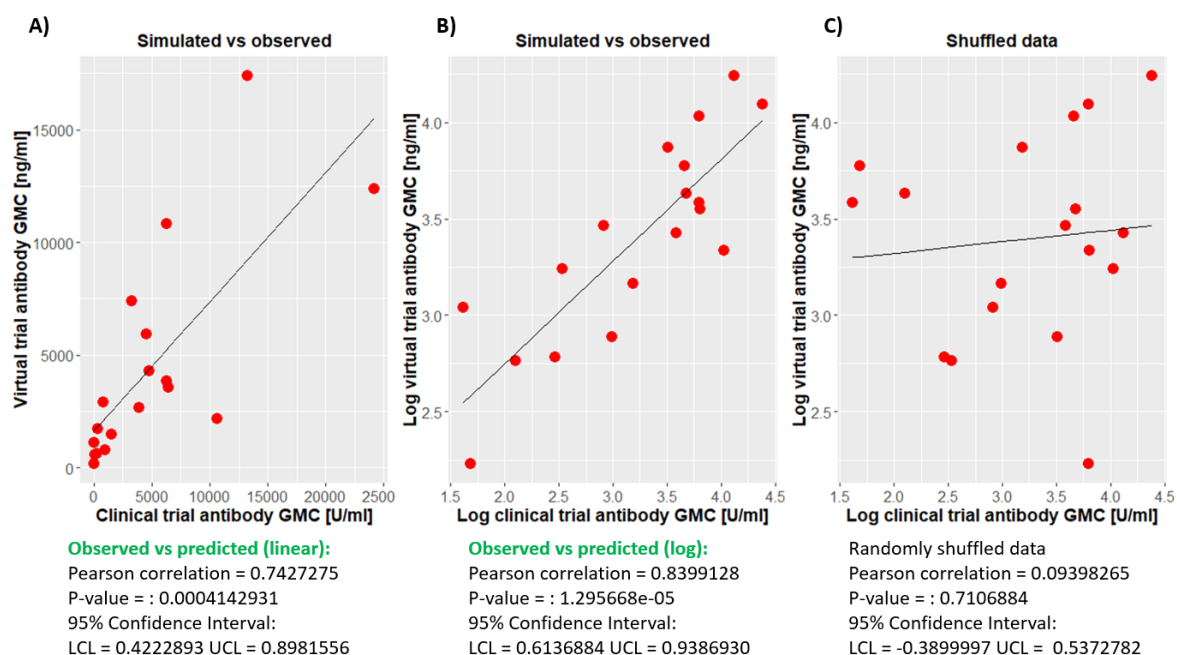 A)
Simulated vs observed
Virtual trial antibody GMC [ng/ml]
15000
10000
5000
0
0 5000 10000 15000 20000 2500
Clinical trial antibody GMC [U/ml]
Observed vs predicted (linear):
Pearson correlation = 0.7427275
P-value = : 0.0004142931
95% Confidence Interval:
LCL = 0.4222893 UCL = 0.8981556
B)
Simulated vs observed
Log virtual trial antibody GMC [ng/ml]
4.0
3.5
3.0
2.5
1.5 2.0 2.5 3.0 3.5 4.0 4.5
Log clinical trial antibody GMC [U/ml]
Observed vs predicted (log):
Pearson correlation = 0.8399128
P-value = : 1.295668e-05
95% Confidence Interval:
LCL = 0.6136884 UCL = 0.9386930
C)
Shuffled data
Log virtual trial antibody GMC [ng/ml]
4.0
3.5
3.0
2.5
1.5 2.0 2.5 3.0 3.5 4.0 4.5
Log clinical trial antibody GMC [U/ml]
Randomly shuffled data
Pearson correlation = 0.09398265
P-value = : 0.7106884
95% Confidence Interval:
LCL = -0.3899997 UCL = 0.5372782